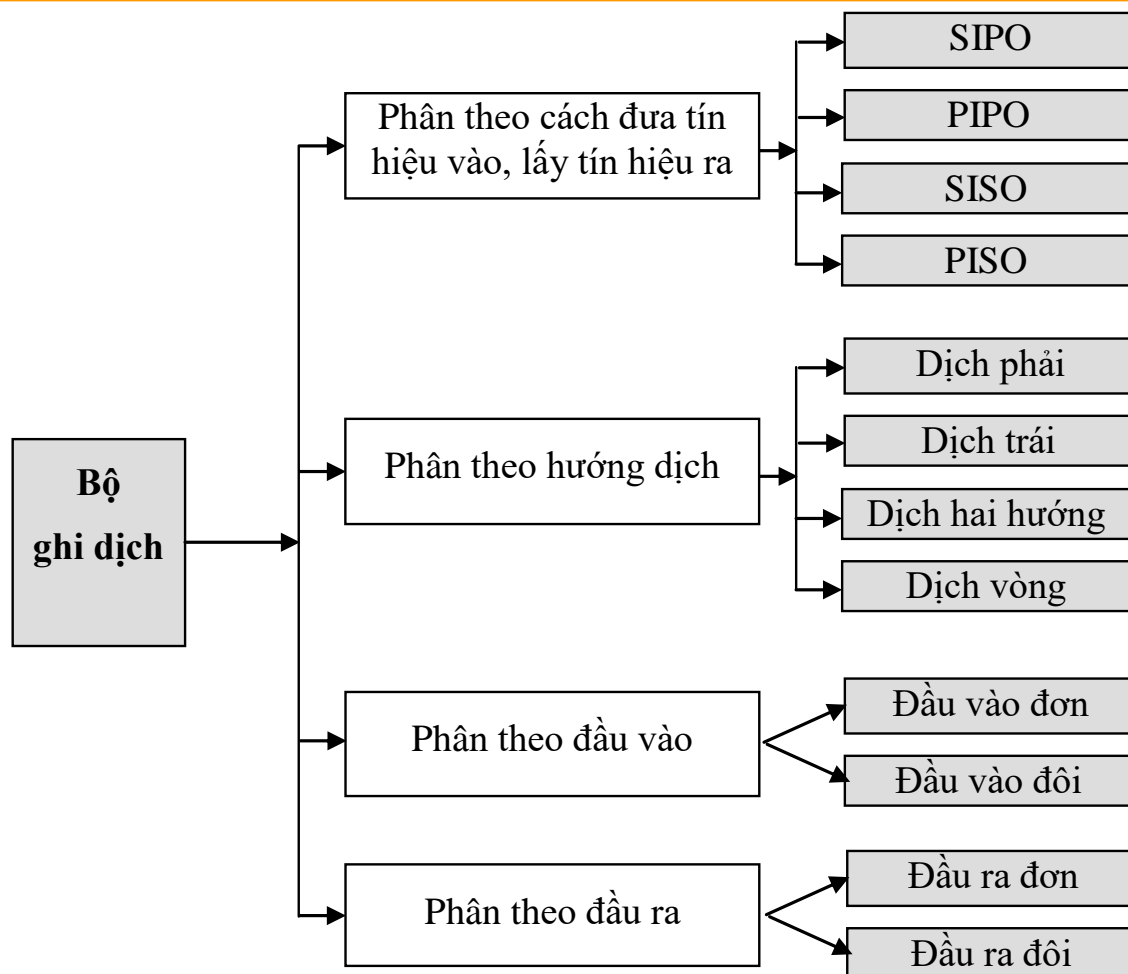 Bộ
ghi dịch
Phân theo cách đưa tín
hiệu vào, lấy tín hiệu ra
SIPO
PIPO
SISO
PISO
Phân theo hướng dịch
Dịch phải
Dịch trái
Dịch hai hướng
Dịch vòng
Phân theo đầu vào
Đầu vào đơn
Đầu vào đôi
Phân theo đầu ra
Đầu ra đơn
Đầu ra đôi